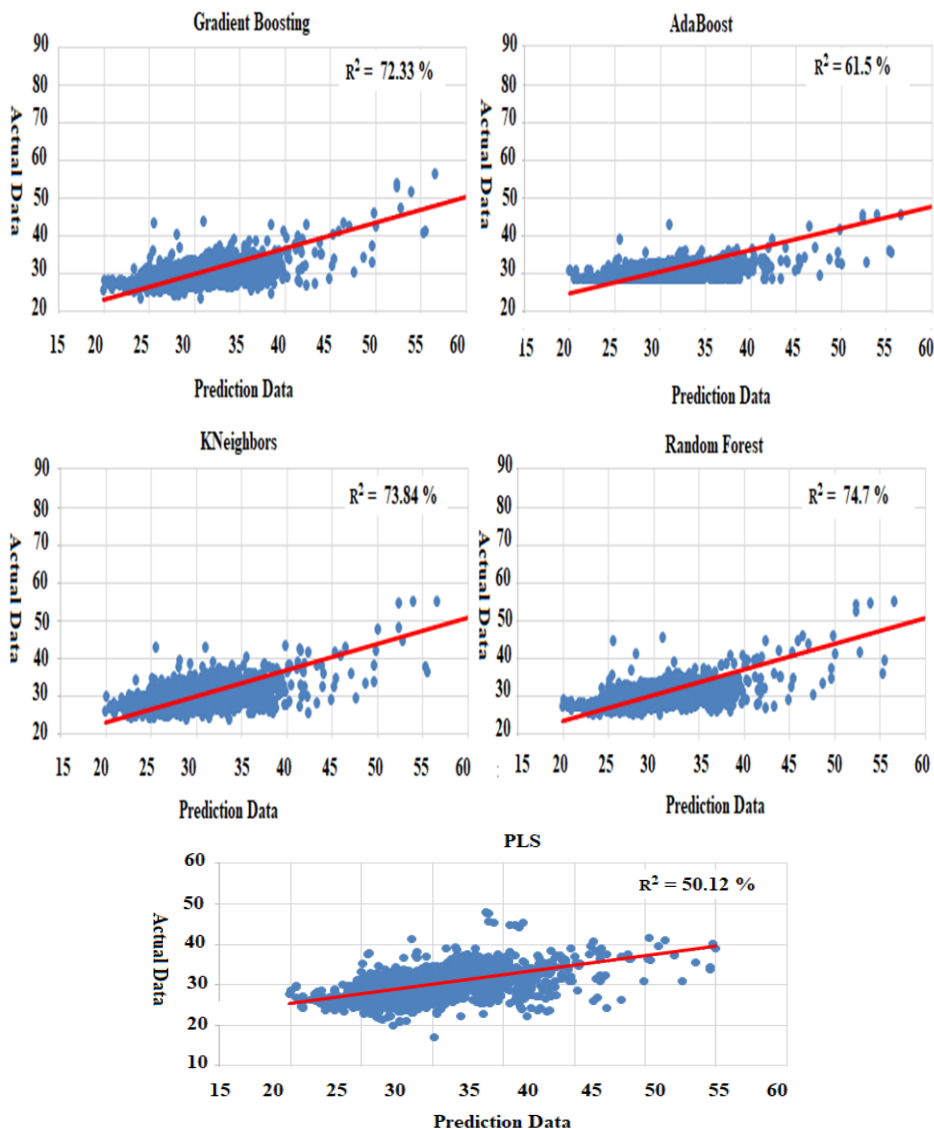 Gradient Boosting
R² = 72.33 %
90
80
70
60
50
40
30
20
Actual Data
15 20 25 30 35 40 45 50 55 60
Prediction Data
AdaBoost
R² = 61.5 %
90
80
70
60
50
40
30
20
Actual Data
15 20 25 30 35 40 45 50 55 60
Prediction Data
KNeighbors
R² = 73.84 %
90
80
70
60
50
40
30
20
Actual Data
15 20 25 30 35 40 45 50 55 60
Prediction Data
Random Forest
R² = 74.7 %
90
80
70
60
50
40
30
20
Actual Data
15 20 25 30 35 40 45 50 55 60
Prediction Data
PLS
R² = 50.12 %
60
50
40
30
20
10
Actual Data
15 20 25 30 35 40 45 50 55 60
Prediction Data